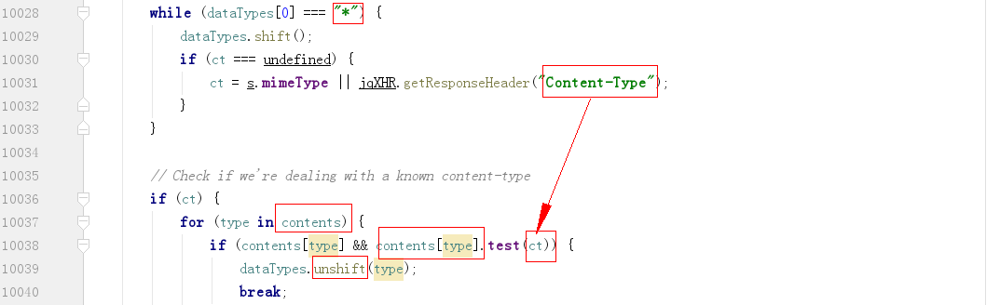 10028 while (dataTypes[0] === "*") {
10029 dataTypes.shift();
10030 if (ct === undefined) {
10031 ct = s.mimeType || jqXHR.getResponseHeader("Content-Type");
10032 }
10033 }
10034
10035 // Check if we're dealing with a known content-type
10036 if (ct) {
10037 for (type in contents) {
10038 if (contents[type] && contents[type].test(ct)) {
10039 dataTypes.unshift(type);
10040 break;